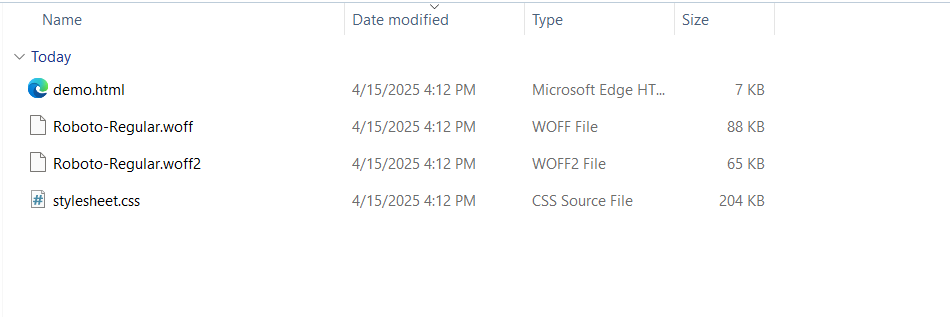 Name Date modified Type Size
Today
demo.html 4/15/2025 4:12 PM Microsoft Edge HT... 7 KB
Roboto-Regular.woff 4/15/2025 4:12 PM WOFF File 88 KB
Roboto-Regular.woff2 4/15/2025 4:12 PM WOFF2 File 65 KB
stylesheet.css 4/15/2025 4:12 PM CSS Source File 204 KB